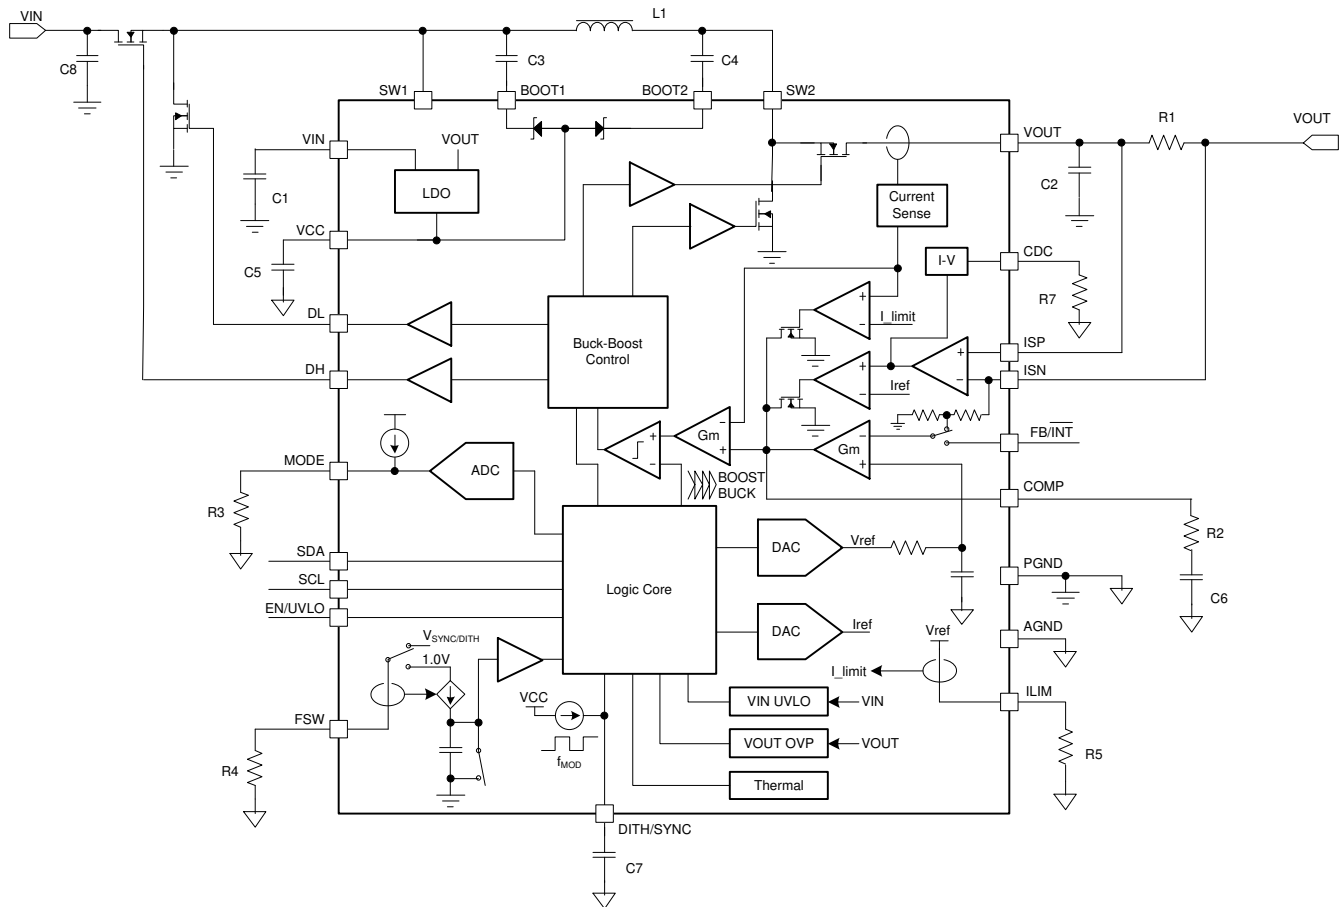 VIN
L1
C8
C3
C4
SW1
BOOT1
BOOT2
SW2
VIN
VOUT
VOUT
R1
VOUT
C1
LDO
C2
Current
Sense
VCC
C5
I-V
CDC
R7
DL
I_limit
Buck-Boost
Control
ISP
DH
Iref
ISN
Gm
Gm
FB/INT
MODE
ADC
BOOST
BUCK
COMP
R3
R2
SDA
DAC
Vref
SCL
Logic Core
PGND
C6
EN/UVLO
DAC
Iref
Vref
AGND
VSYNC/DITH
1.0V
I_limit
ILIM
VCC
VIN UVLO
VIN
FSW
VOUT OVP
VOUT
R5
fMOD
R4
Thermal
DITH/SYNC
C7